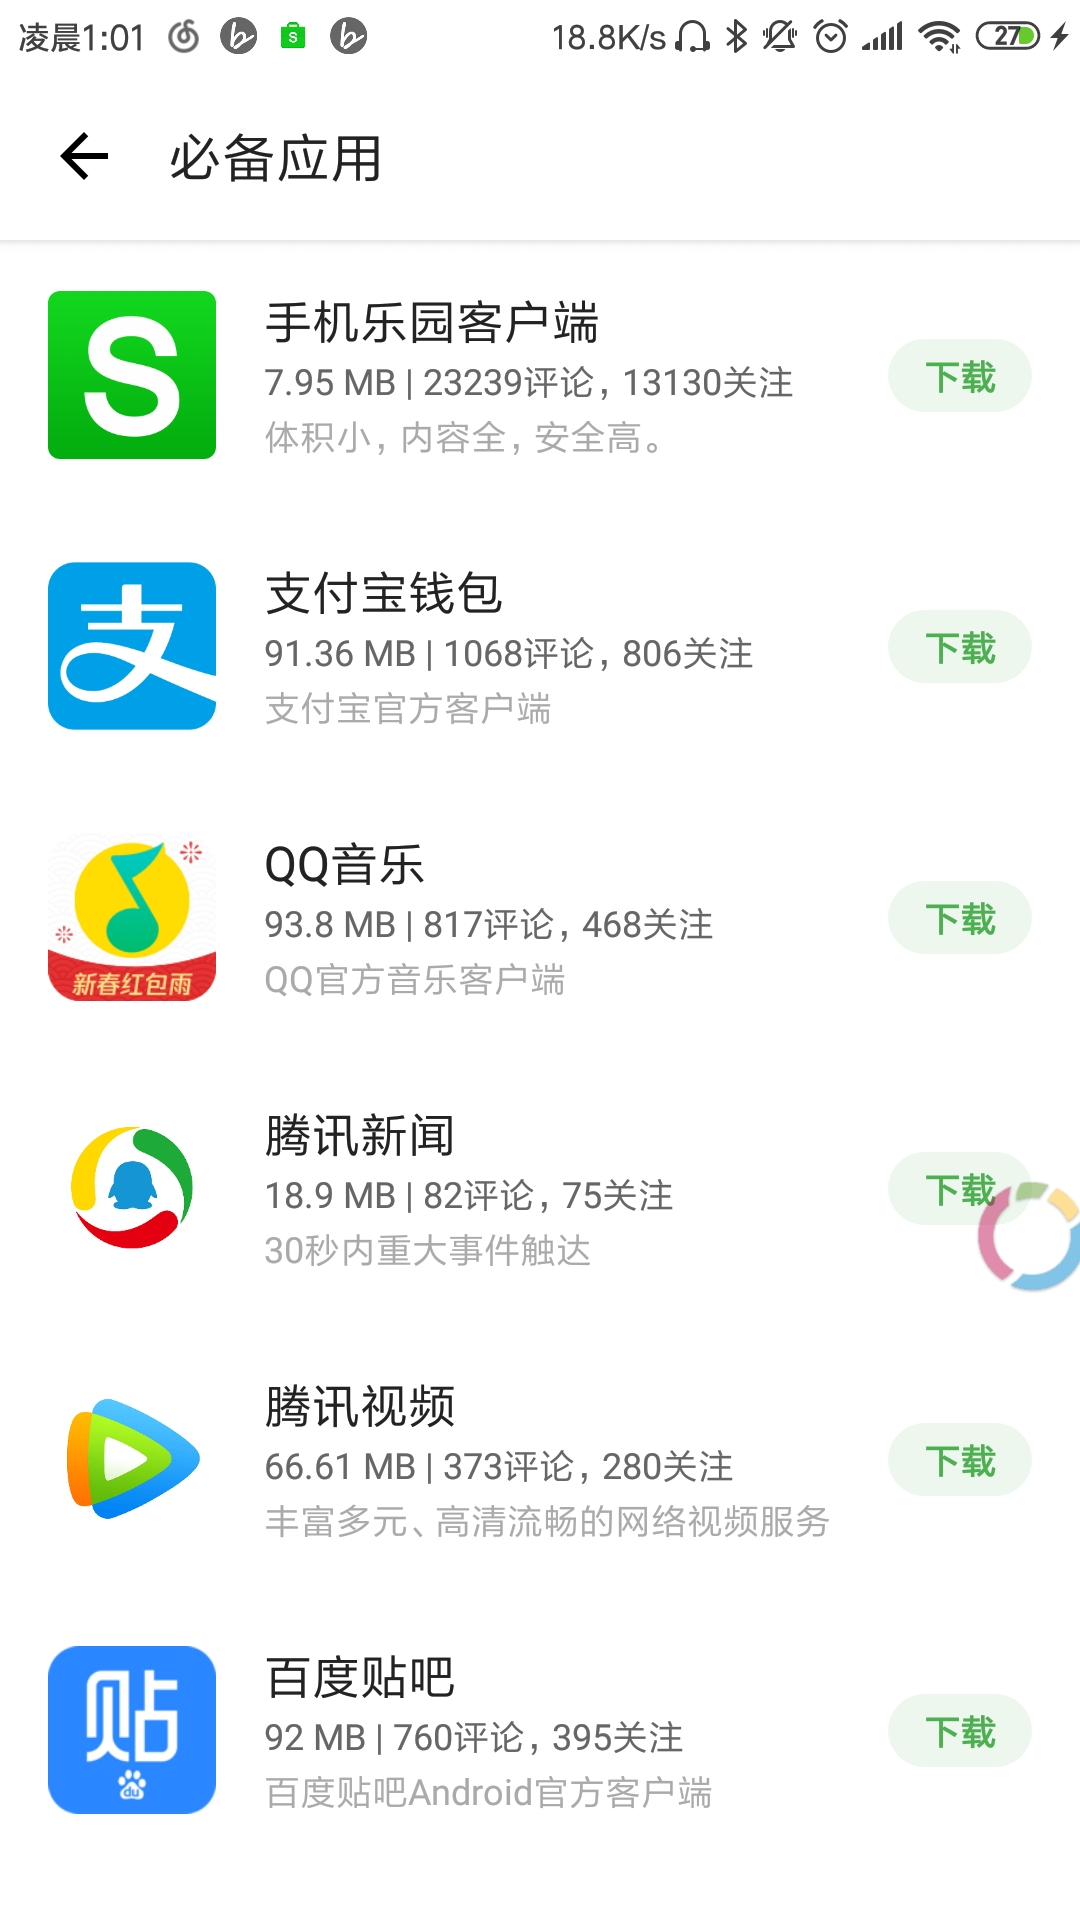 凌晨1:01 18.8K/s 27
必备应用
S
手机乐园客户端
7.95 MB | 23239评论，13130关注
体积小，内容全，安全高。
下载
支
支付宝钱包
91.36 MB | 1068评论，806关注
支付宝官方客户端
下载
新春红包雨
QQ音乐
93.8 MB | 817评论，468关注
QQ官方音乐客户端
下载
腾讯新闻
18.9 MB | 82评论，75关注
30秒内重大事件触达
下载
腾讯视频
66.61 MB | 373评论，280关注
丰富多元、高清流畅的网络视频服务
下载
贴
du
百度贴吧
92 MB | 760评论，395关注
百度贴吧Android官方客户端
下载